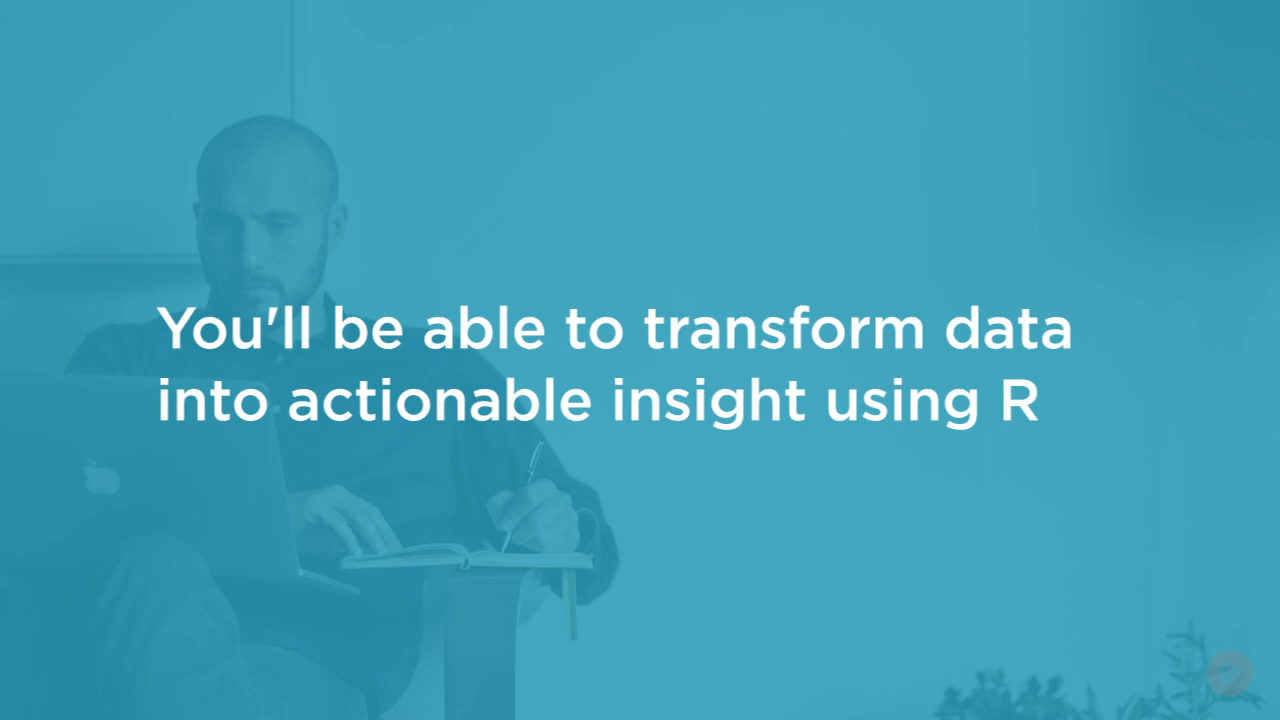 You'll be able to transform data
into actionable insight using R